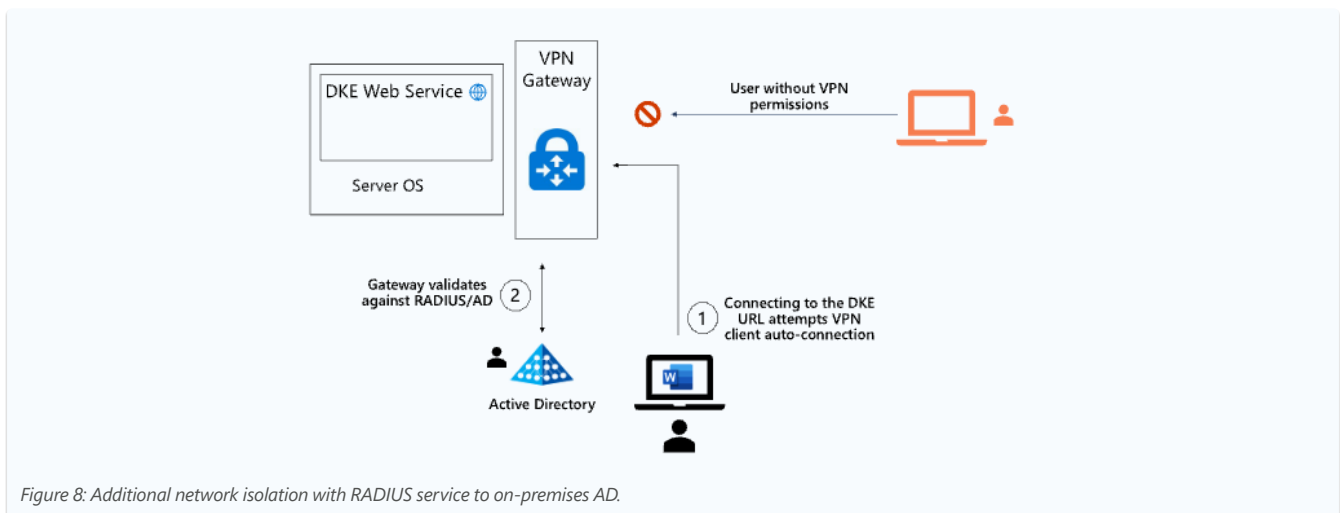 VPN
Gateway
DKE Web Service
Server OS
User without VPN
permissions
Gateway validates
against RADIUS/AD
2
1
Connecting to the DKE
URL attempts VPN
client auto-connection
W
Active Directory
Figure 8: Additional network isolation with RADIUS service to on-premises AD.